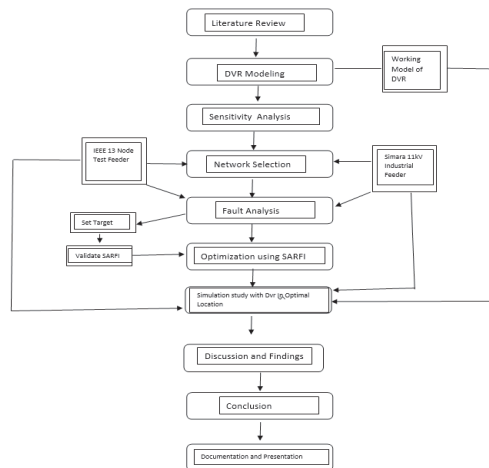 Literature Review
DVR Modeling
Working
Model of
DVR
Sensitivity Analysis
IEEE 13 Node
Test Feeder
Network Selection
Simara 11kV
Industrial
Feeder
Fault Analysis
Set Target
Validate SARFI
Optimization using SARFI
Simulation study with Dvr in Optimal
Location
Discussion and Findings
Conclusion
Documentation and Presentation